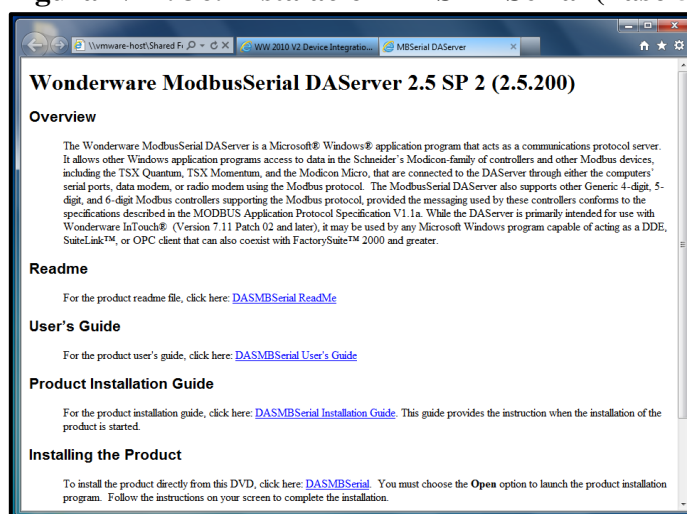 \\vmware-host\Shared Fo
WW 2010 V2 Device Integratio...
MBSerial DAServer
Wonderware ModbusSerial DAServer 2.5 SP 2 (2.5.200)
Overview
The Wonderware ModbusSerial DAServer is a Microsoft® Windows® application program that acts as a communications protocol server.
It allows other Windows application programs access to data in the Schneider's Modicon-family of controllers and other Modbus devices,
including the TSX Quantum, TSX Momentum, and the Modicon Micro, that are connected to the DAServer through either the computers'
serial ports, data modem, or radio modem using the Modbus protocol. The ModbusSerial DAServer also supports other Generic 4-digit, 5-
digit, and 6-digit Modbus controllers supporting the Modbus protocol, provided the messaging used by these controllers conforms to the
specifications described in the MODBUS Application Protocol Specification V1.1a. While the DAServer is primarily intended for use with
Wonderware InTouch® (Version 7.11 Patch 02 and later), it may be used by any Microsoft Windows program capable of acting as a DDE,
SuiteLink™, or OPC client that can also coexist with FactorySuite™ 2000 and greater.
Readme
For the product readme file, click here: DASMBSerial ReadMe
User's Guide
For the product user's guide, click here: DASMBSerial User's Guide
Product Installation Guide
For the product installation guide, click here: DASMBSerial Installation Guide. This guide provides the instruction when the installation of the
product is started.
Installing the Product
To install the product directly from this DVD, click here: DASMBSerial. You must choose the Open option to launch the product installation
program. Follow the instructions on your screen to complete the installation.